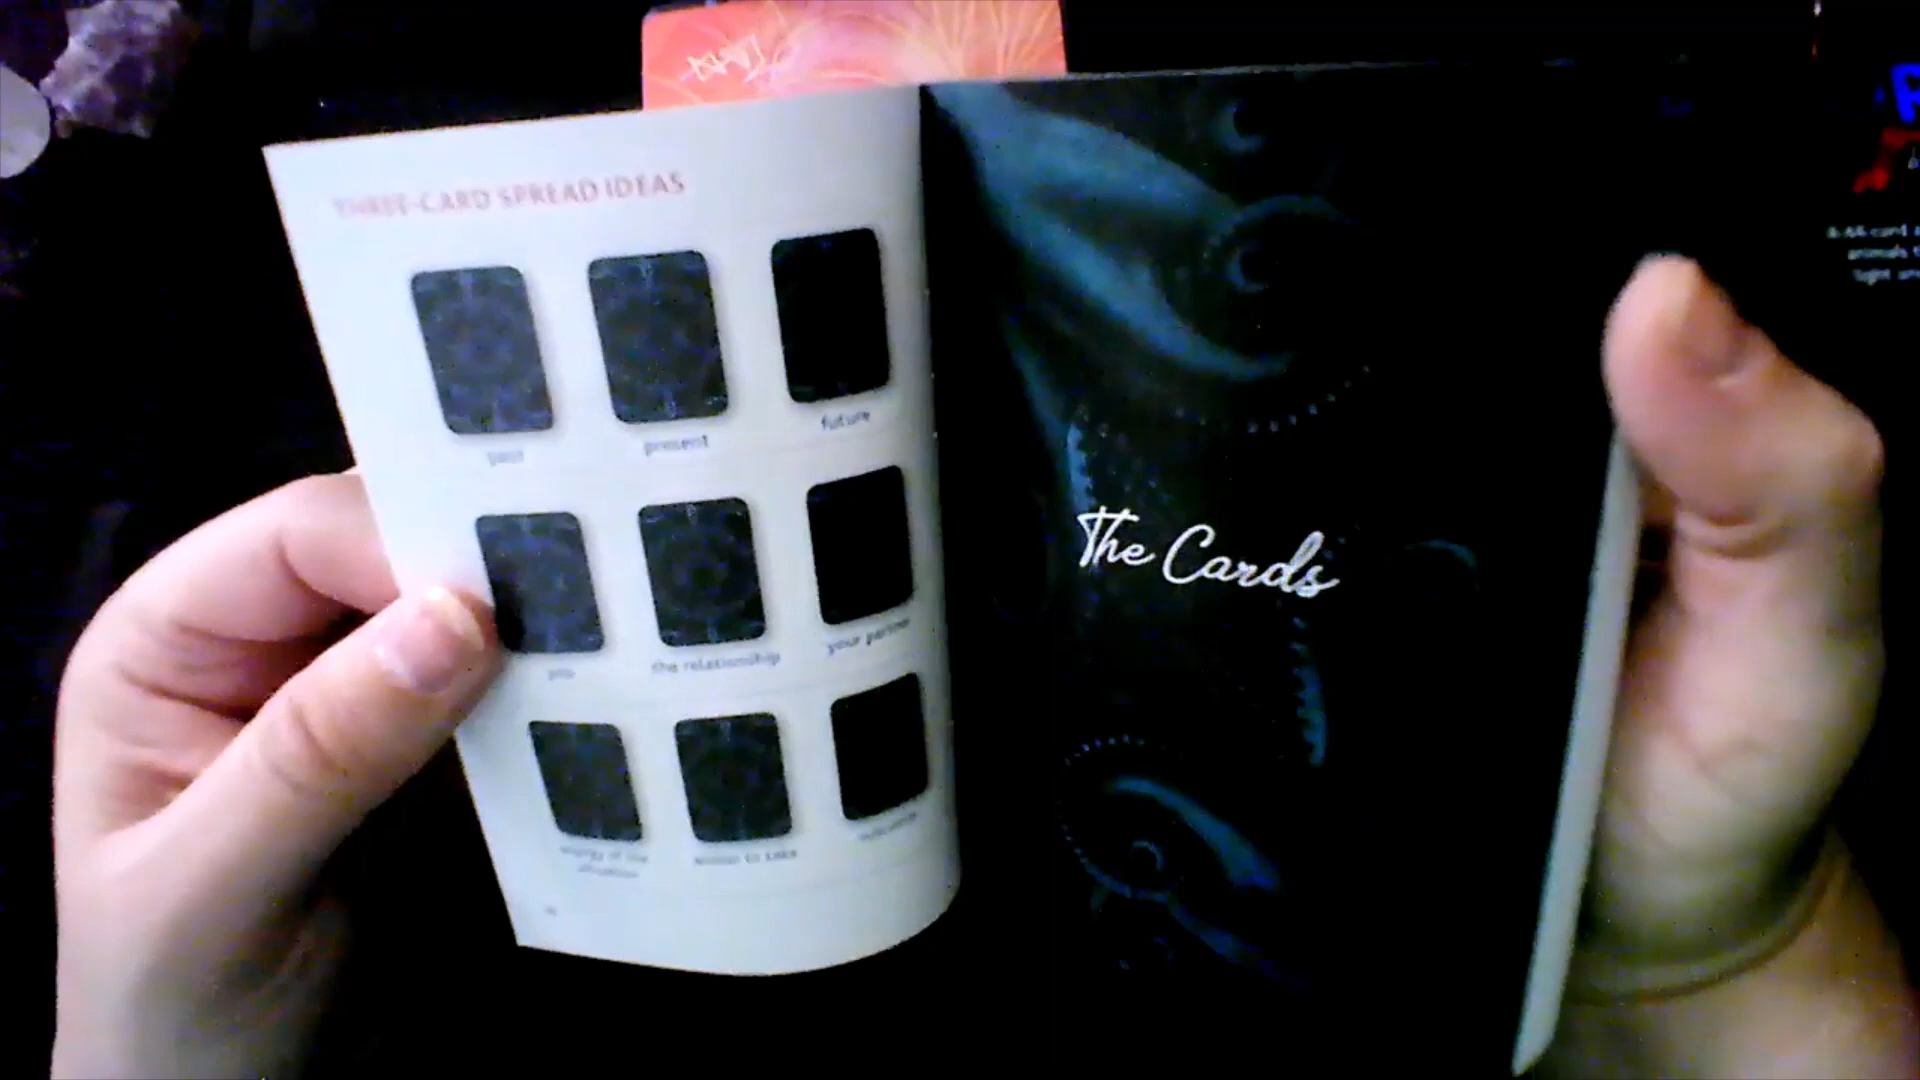 THREE-CARD SPREAD IDEAS
past
present
future
you
the relationship
your partner
energy of the
situation
action to take
outcome
The Cards